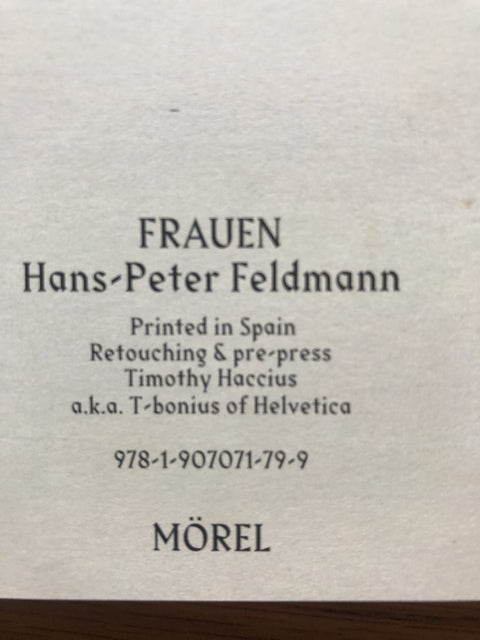 FRAUEN
Hans-Peter Feldmann
Printed in Spain
Retouching & pre-press
Timothy Haccius
a.k.a. T-bonius of Helvetica
978-1-907071-79-9
MÖREL